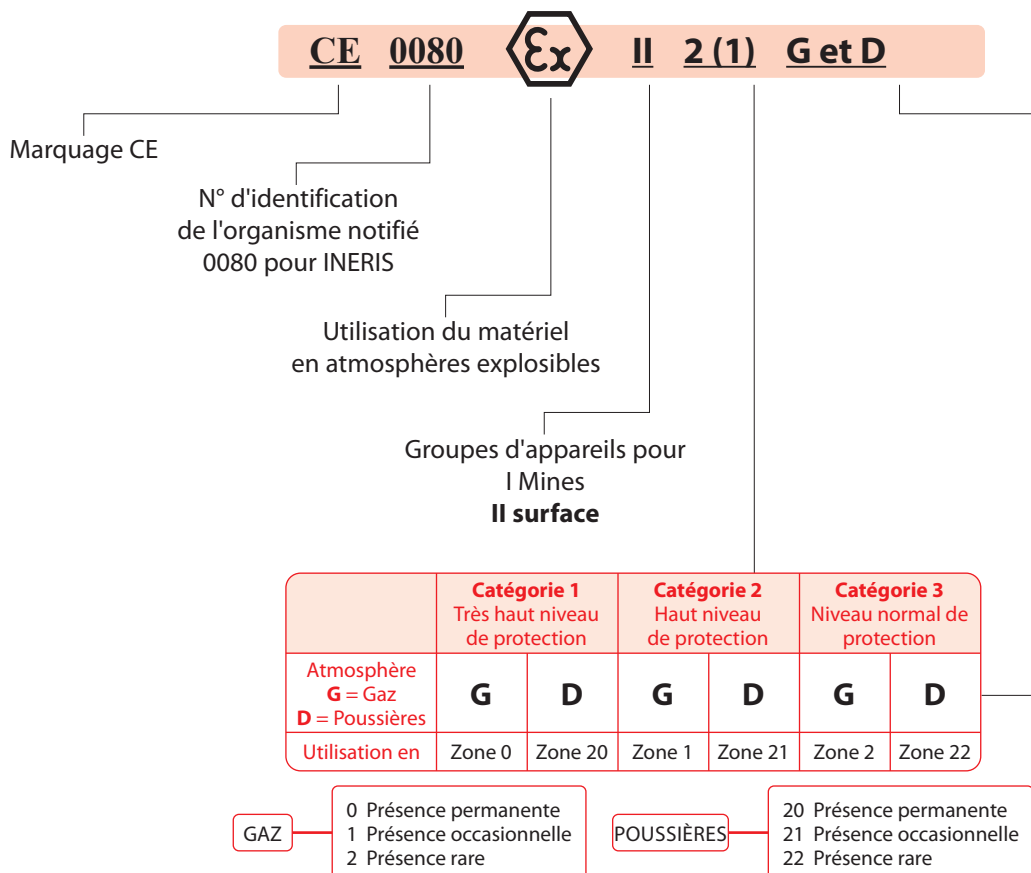 CE 0080 Ex II 2 (1) G et D
Marquage CE
N° d'identification
de l'organisme notifié
0080 pour INERIS
Utilisation du matériel
en atmosphères explosibles
Groupes d'appareils pour
I Mines
II surface
Catégorie 1
Très haut niveau
de protection
Catégorie 2
Haut niveau
de protection
Catégorie 3
Niveau normal de
protection
Atmosphère
G = Gaz
D = Poussières
G D G D G D
Utilisation en Zone 0 Zone 20 Zone 1 Zone 21 Zone 2 Zone 22
GAZ
0 Présence permanente
1 Présence occasionnelle
2 Présence rare
POUSSIÈRES
20 Présence permanente
21 Présence occasionnelle
22 Présence rare